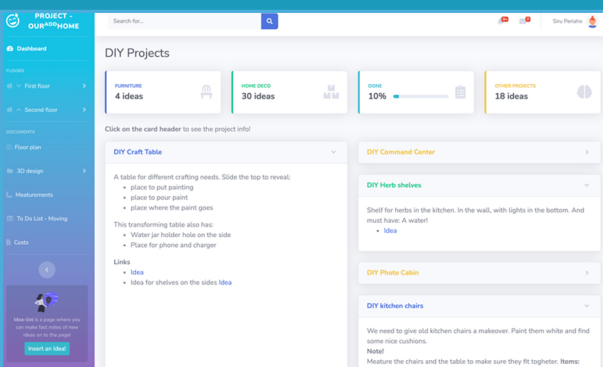 PROJECT -
OURADDHOME
Search for...
Siny Perlaho
Dashboard
FLOORS
First floor
Second floor
DOCUMENTS
Floor plan
3D design
Meaturements
To Do List - Moving
Costs
Idea-list is a page where you
can make fast notes of new
ideas on to the page!
Insert an Idea!
DIY Projects
FURNITURE
4 ideas
HOME DECO
30 ideas
DONE
10%
OTHER PROJECTS
18 ideas
Click on the card header to see the project info!
DIY Craft Table
A table for different crafting needs. Slide the top to reveal:
place to put painting
place to pour paint
place where the paint goes
This transforming table also has:
Water jar holder hole on the side
Place for phone and charger
Links
Idea
Idea for shelves on the sides Idea
DIY Command Center
DIY Herb shelves
Shelf for herbs in the kitchen. In the wall, with lights in the bottom. And
must have: A water!
Idea
DIY Photo Cabin
DIY kitchen chairs
We need to give old kitchen chairs a makeover. Paint them white and find
some nice cushions.
Note!
Meature the chairs and the table to make sure they fit togheter. Items: